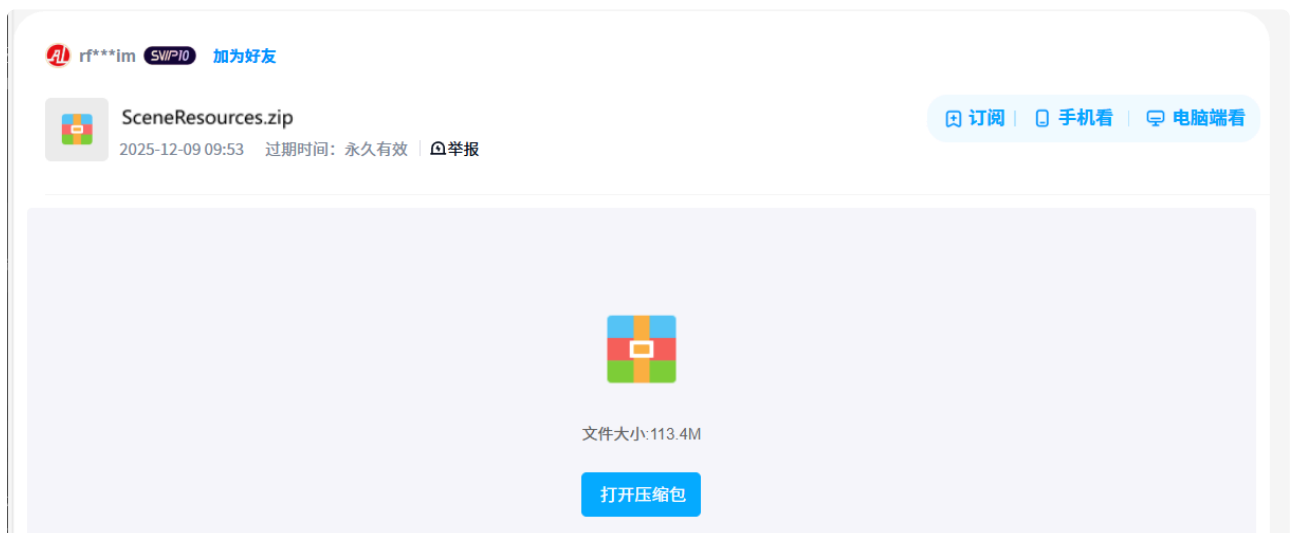 rf***im SVIP10 加为好友
SceneResources.zip
2025-12-09 09:53 过期时间：永久有效 举报
订阅 手机看 电脑端看
文件大小:113.4M
打开压缩包